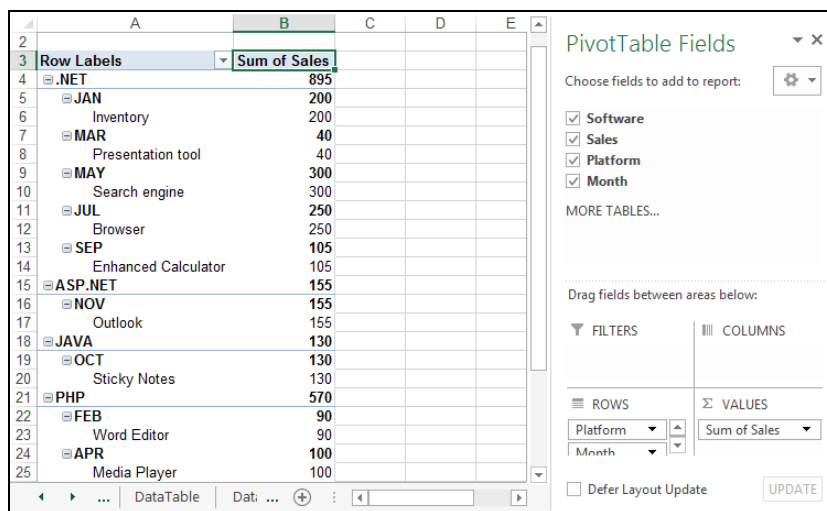 A B C D E
2
3 Row Labels Sum of Sales
4 .NET 895
5 JAN 200
6 Inventory 200
7 MAR 40
8 Presentation tool 40
9 MAY 300
10 Search engine 300
11 JUL 250
12 Browser 250
13 SEP 105
14 Enhanced Calculator 105
15 ASP.NET 155
16 NOV 155
17 Outlook 155
18 JAVA 130
19 OCT 130
20 Sticky Notes 130
21 PHP 570
22 FEB 90
23 Word Editor 90
24 APR 100
25 Media Player 100
... DataTable Data ...
PivotTable Fields
Choose fields to add to report:
Software
Sales
Platform
Month
MORE TABLES...
Drag fields between areas below:
FILTERS COLUMNS
ROWS Σ VALUES
Platform Sum of Sales
Month
Defer Layout Update UPDATE